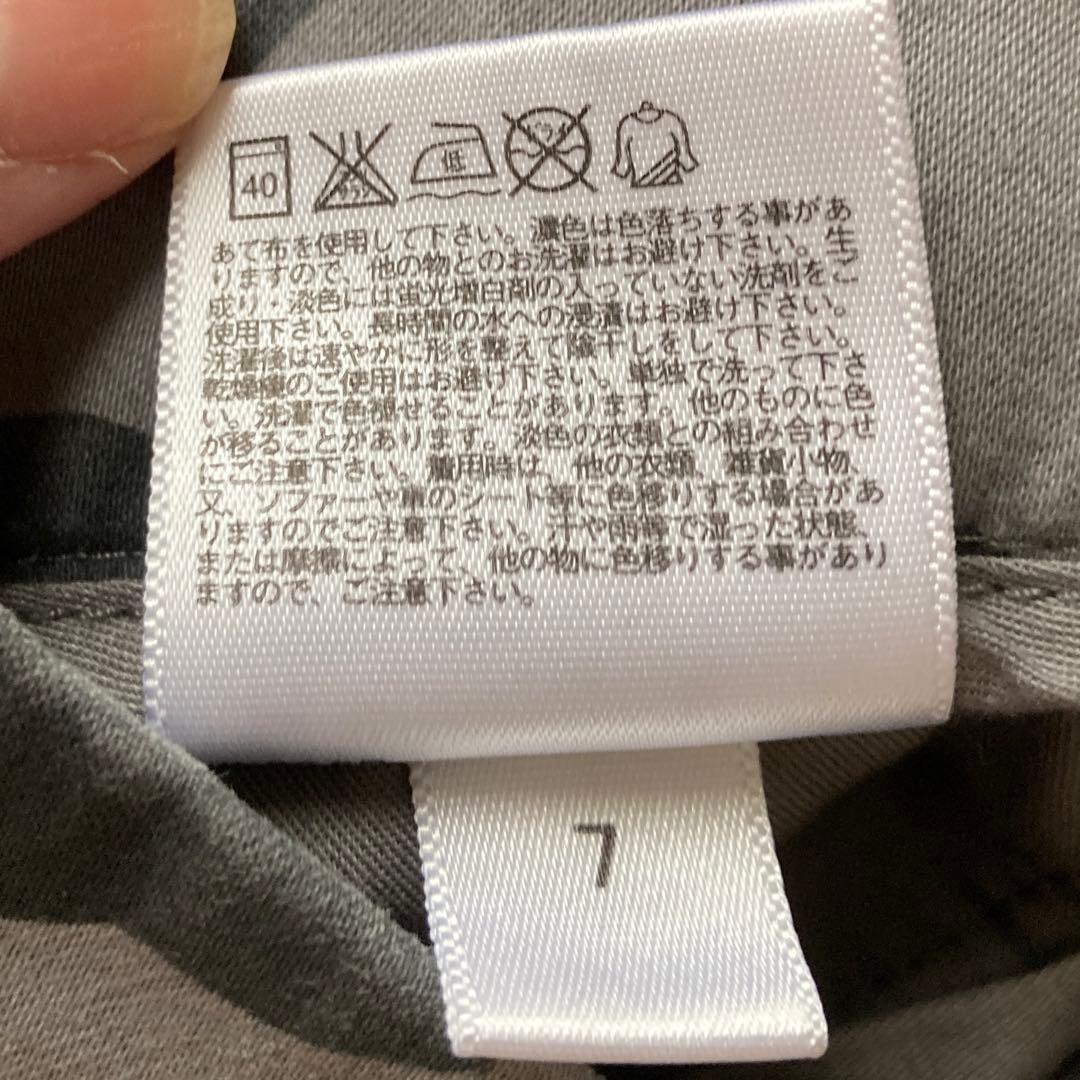 40 エンソサラシ 低 ドライ
あて布を使用して下さい。濃色は色落ちする事があ
りますので、他の物とのお洗濯はお避け下さい。生
成り・淡色には蛍光増白剤の入っていない洗剤をご
使用下さい。長時間の水への浸漬はお避け下さい。
洗濯後は速やかに形を整えて陰干しをして下さい。
乾燥機のご使用はお避け下さい。単独で洗って下さ
い。洗濯で色褪せることがあります。他のものに色
が移ることがあります。淡色の衣類との組み合わせ
にご注意下さい。着用時は、他の衣類、雑貨小物、
又、ソファーや車のシート等に色移りする場合があ
りますのでご注意下さい。汗や雨等で湿った状態、
または摩擦によって、他の物に色移りする事があり
ますので、ご注意下さい。
7